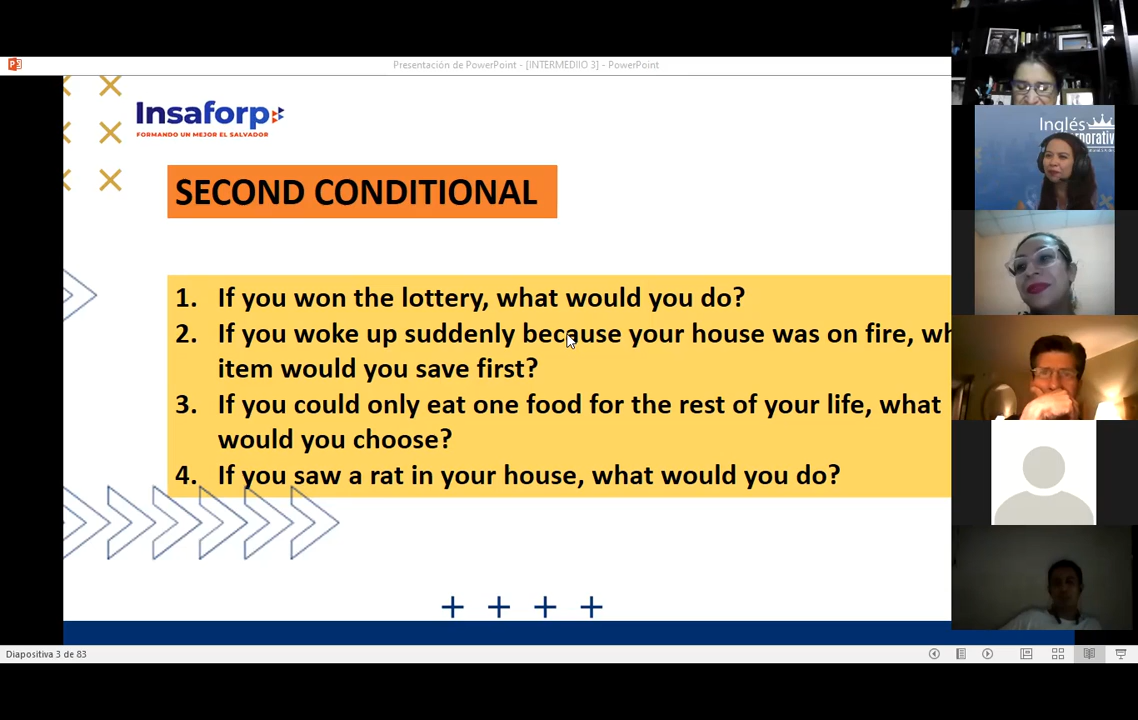 Presentación de PowerPoint - [INTERMEDIIO 3] - PowerPoint
Insaforp
FORMANDO UN MEJOR EL SALVADOR
Inglés
SECOND CONDITIONAL
1. If you won the lottery, what would you do?
2. If you woke up suddenly because your house was on fire,
item would you save first?
3. If you could only eat one food for the rest of your life, what
would you choose?
4. If you saw a rat in your house, what would you do?
Diapositiva 3 de 83